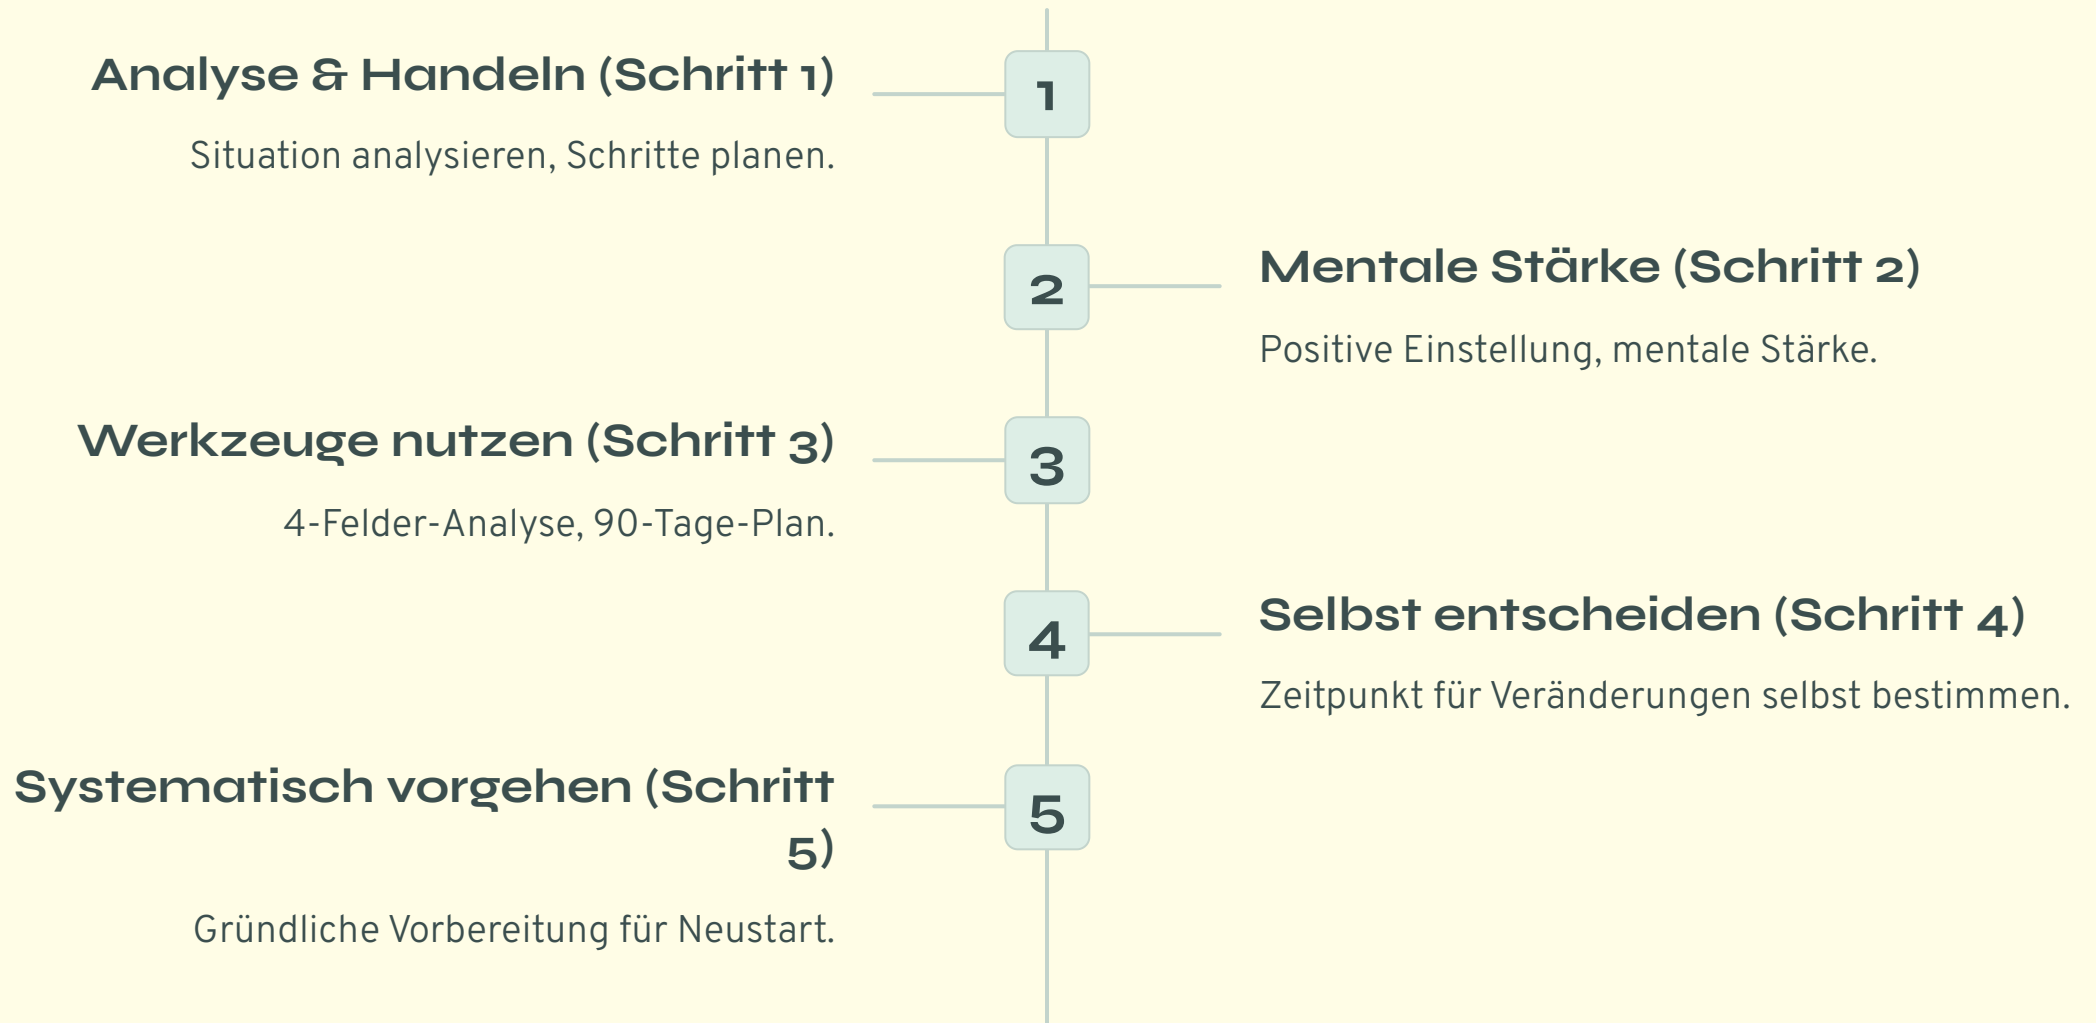 Analyse & Handeln (Schritt 1)
1
Situation analysieren, Schritte planen.
2
Mentale Stärke (Schritt 2)
Positive Einstellung, mentale Stärke.
Werkzeuge nutzen (Schritt 3)
3
4-Felder-Analyse, 90-Tage-Plan.
4
Selbst entscheiden (Schritt 4)
Zeitpunkt für Veränderungen selbst bestimmen.
Systematisch vorgehen (Schritt
5)
5
Gründliche Vorbereitung für Neustart.